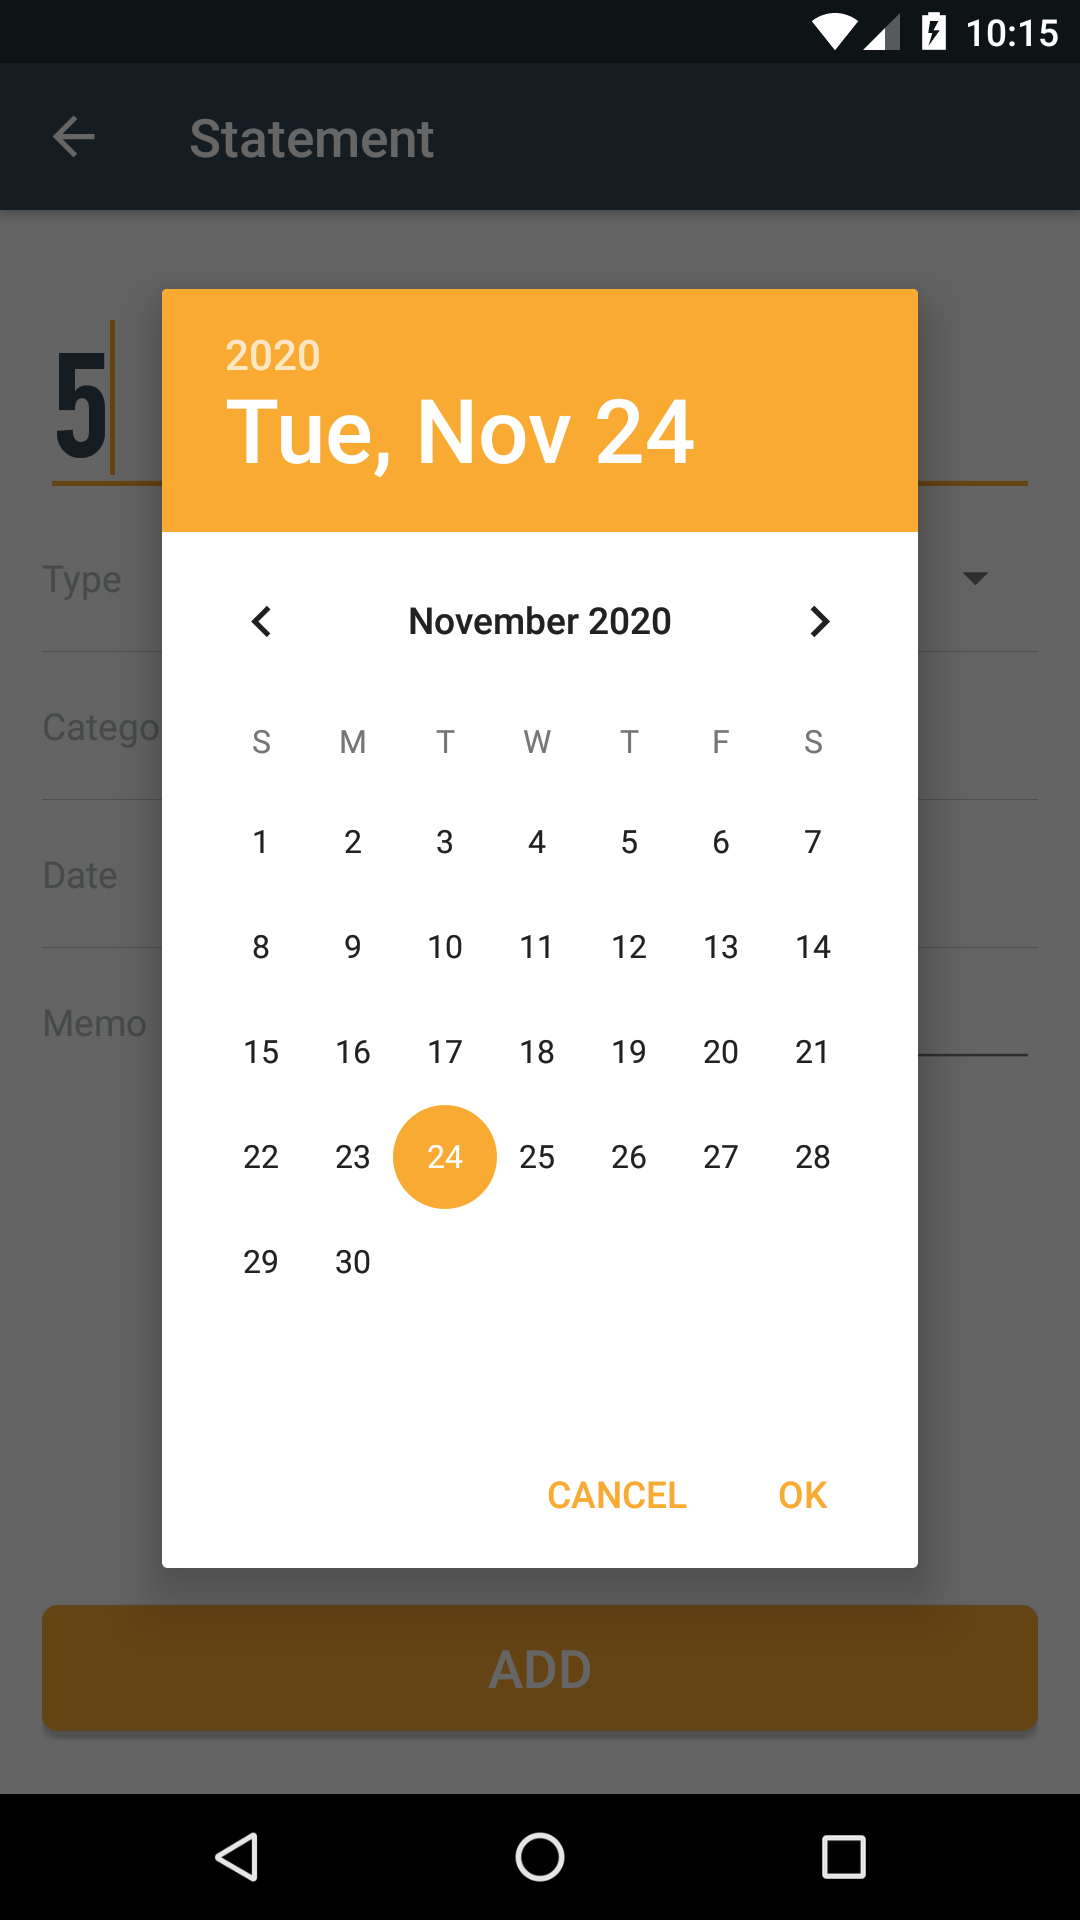 10:15
Statement
5
2020
Tue, Nov 24
Type
November 2020
Catego
S M T W T F S
1 2 3 4 5 6 7
Date
8 9 10 11 12 13 14
Memo
15 16 17 18 19 20 21
22 23 24 25 26 27 28
29 30
CANCEL OK
ADD